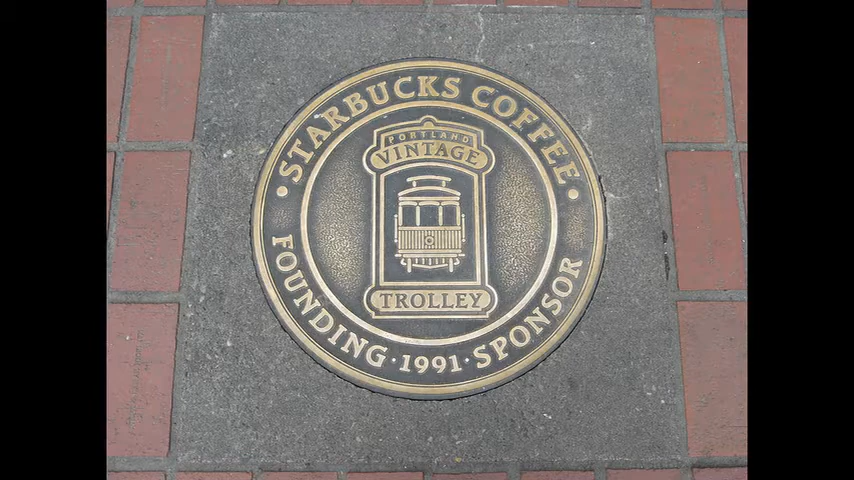 STARBUCKS COFFEE
PORTLAND
VINTAGE
TROLLEY
FOUNDING · 1991 · SPONSOR